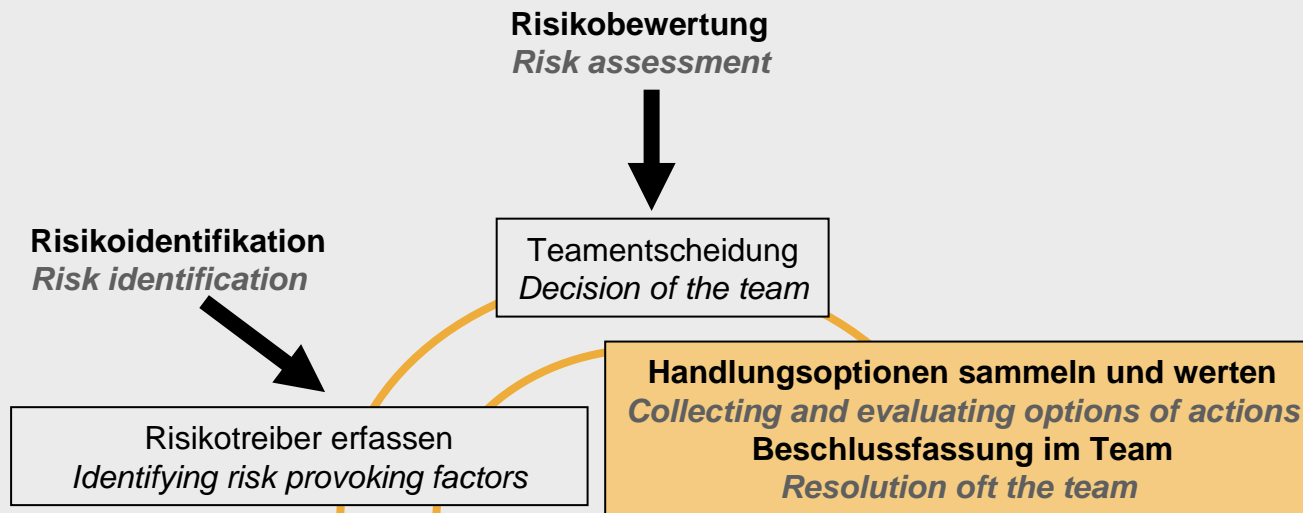 Risikobewertung
Risk assessment
Risikoidentifikation
Risk identification
Teamentscheidung
Decision of the team
Risikotreiber erfassen
Identifying risk provoking factors
Handlungsoptionen sammeln und werten
Collecting and evaluating options of actions
Beschlussfassung im Team
Resolution oft the team